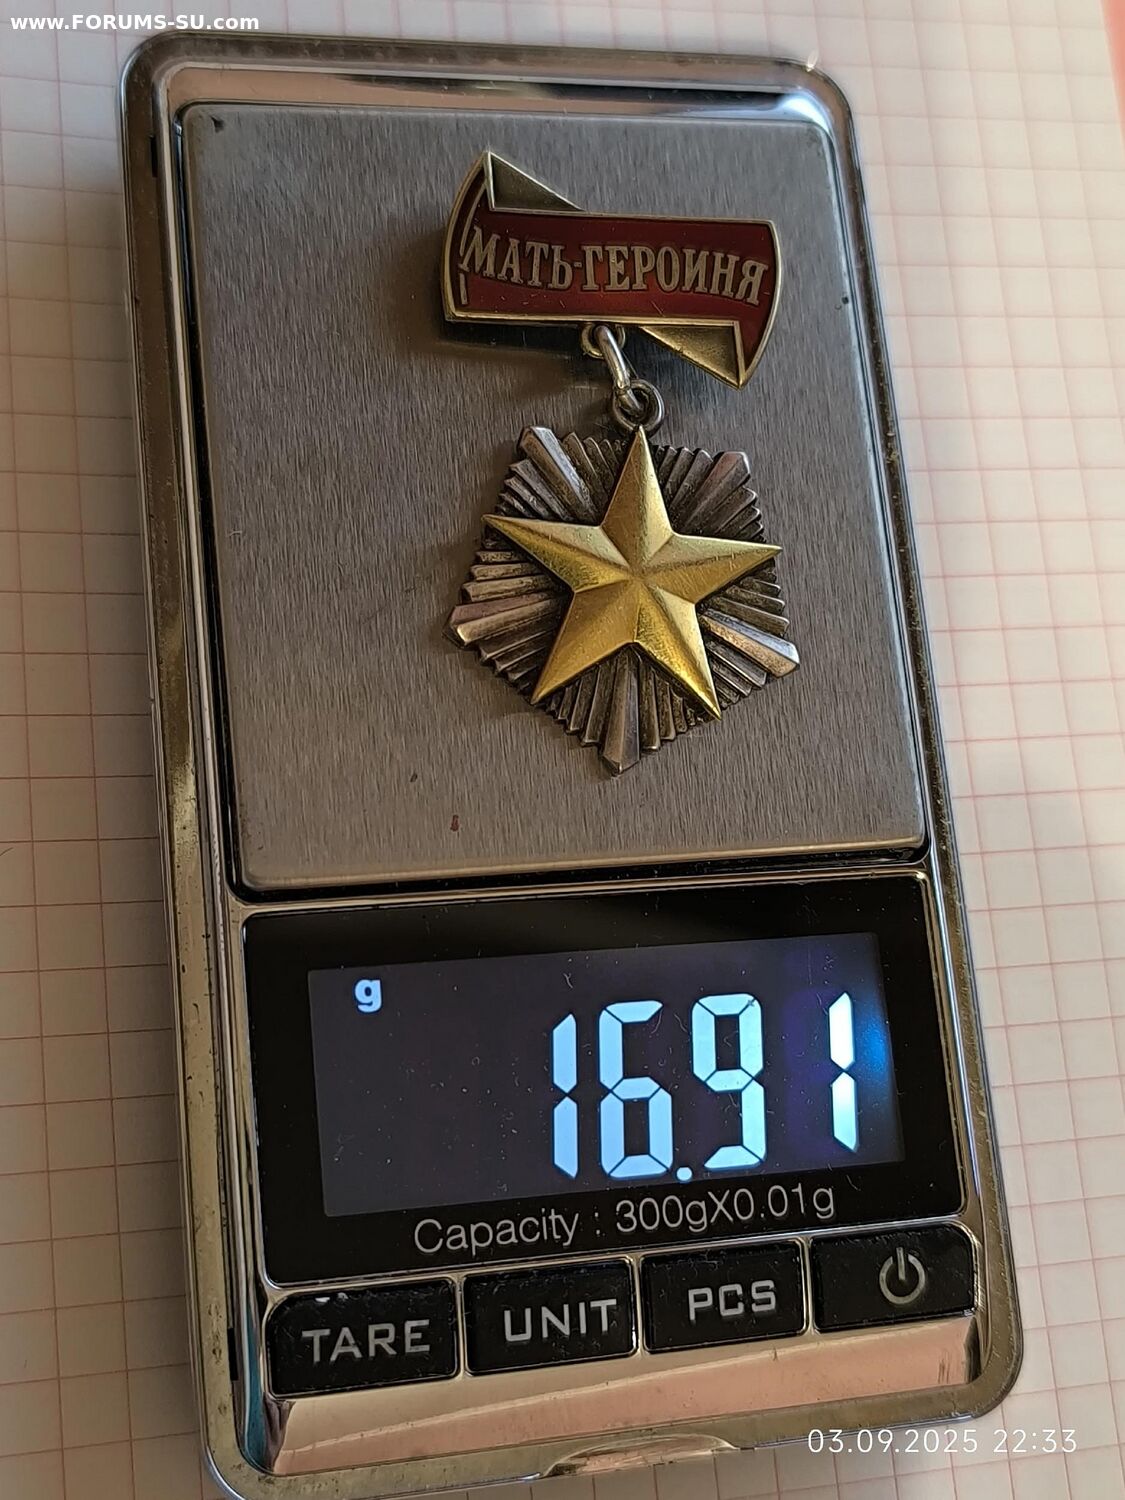 www.FORUMS-SU.com
МАТЬ-ГЕРОИНЯ
g
16.91
Capacity : 300gX0.01g
TARE UNIT PCS
03.09.2025 22:33